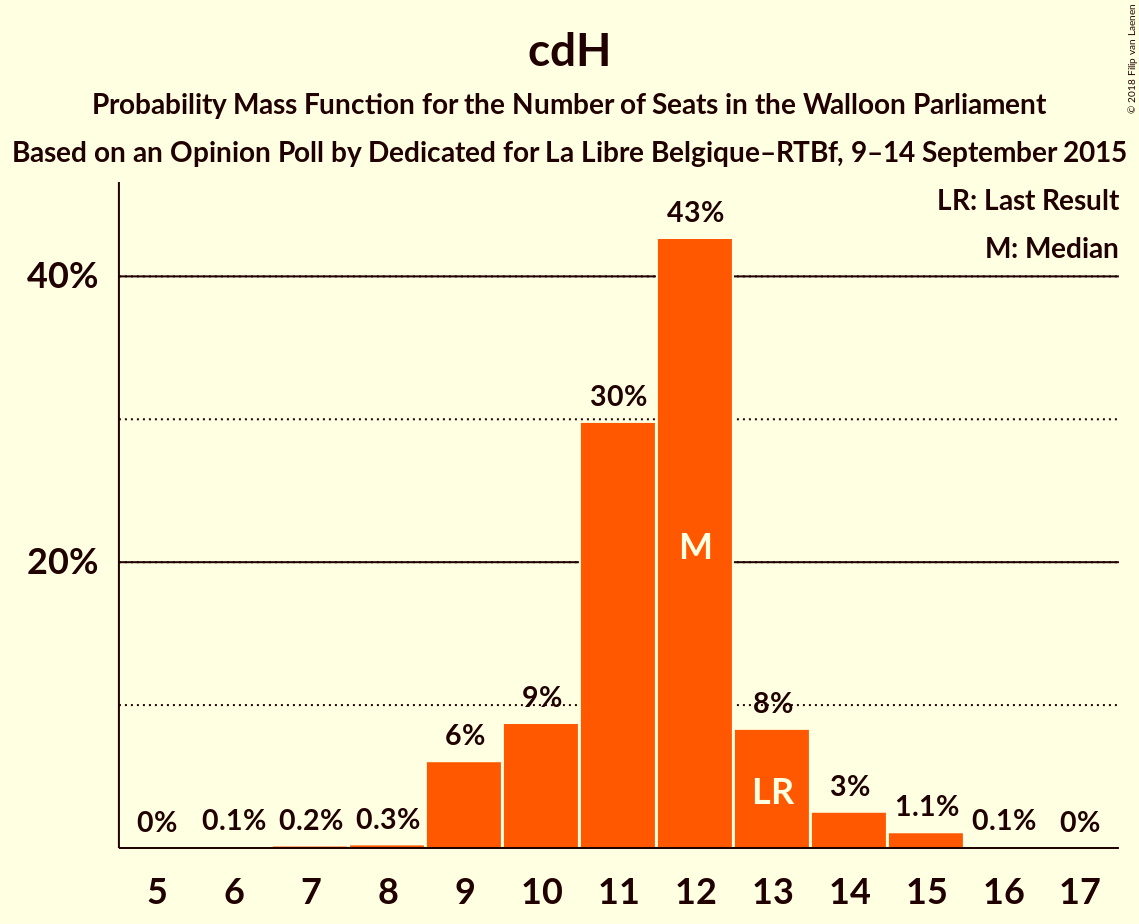 cdH
Probability Mass Function for the Number of Seats in the Walloon Parliament
Based on an Opinion Poll by Dedicated for La Libre Belgique–RTBf, 9–14 September 2015
© 2018 Filip van Laenen
LR: Last Result
M: Median
40%
20%
0%
0.1%
0.2%
0.3%
6%
9%
30%
43%
8%
3%
1.1%
0.1%
0%
M
LR
5 6 7 8 9 10 11 12 13 14 15 16 17